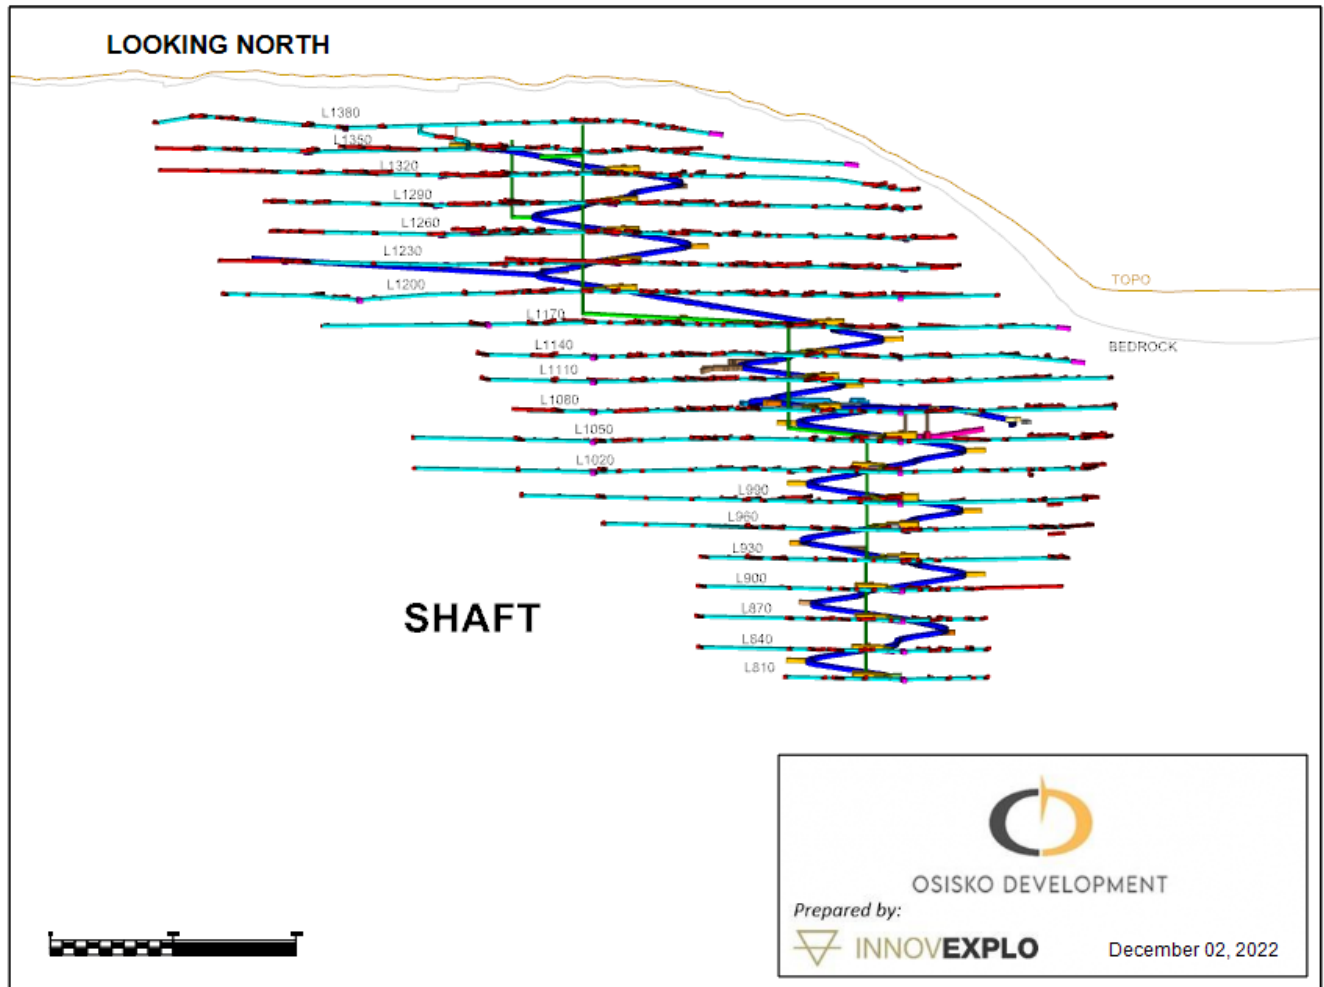 LOOKING NORTH
L1380
L1350
L1320
L1290
L1260
L1230
L1200
TOPO
L1170
BEDROCK
L1140
L1110
L1080
L1050
L1020
L990
L960
L930
L900
SHAFT
L870
L840
L810
OSISKO DEVELOPMENT
Prepared by:
INNOVEXPLO
December 02, 2022